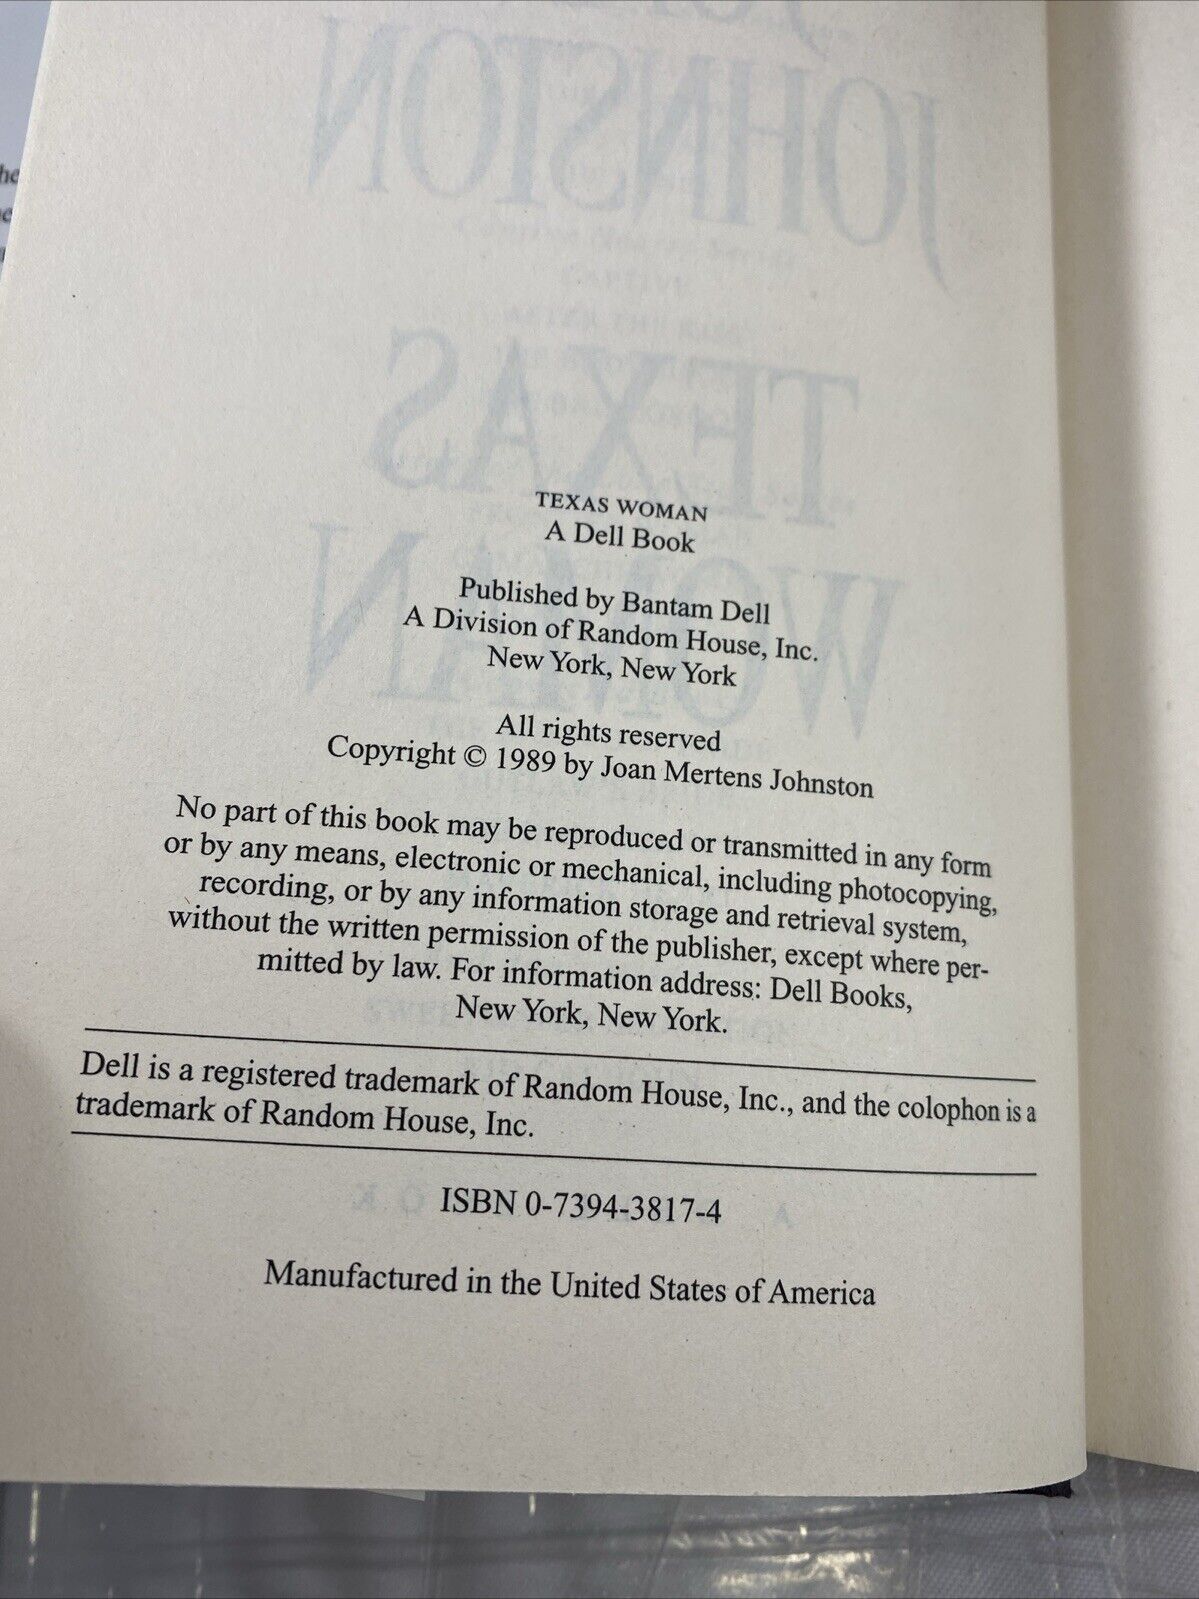 JOHNSTON
TEXAS
WOMAN
TEXAS WOMAN
A Dell Book
Published by Bantam Dell
A Division of Random House, Inc.
New York, New York
All rights reserved
Copyright © 1989 by Joan Mertens Johnston
No part of this book may be reproduced or transmitted in any form
or by any means, electronic or mechanical, including photocopying,
recording, or by any information storage and retrieval system,
without the written permission of the publisher, except where per-
mitted by law. For information address: Dell Books,
New York, New York.
Dell is a registered trademark of Random House, Inc., and the colophon is a
trademark of Random House, Inc.
ISBN 0-7394-3817-4
Manufactured in the United States of America